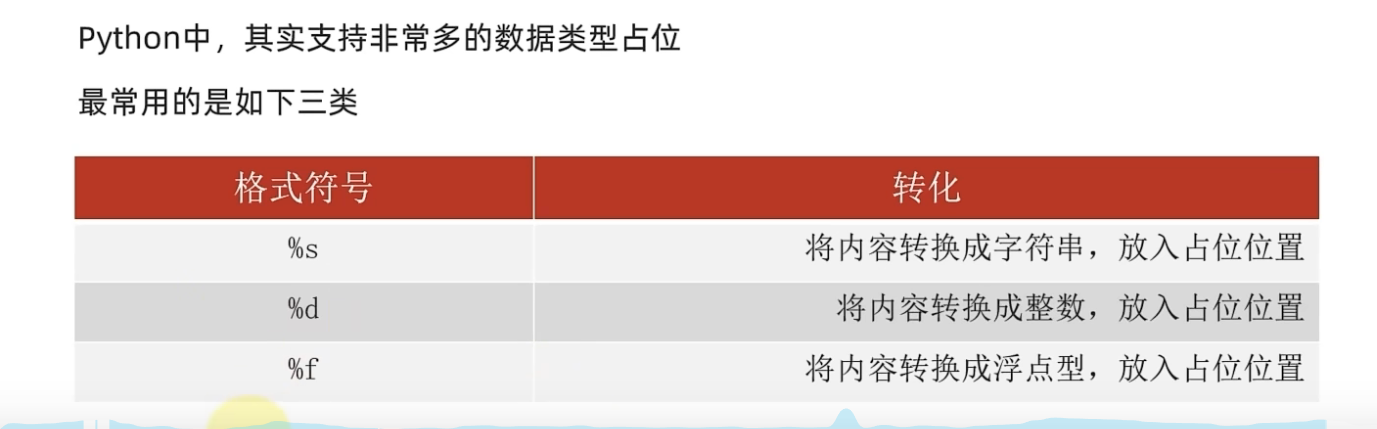 Python中，其实支持非常多的数据类型占位
最常用的是如下三类
格式符号 转化
%s 将内容转换成字符串，放入占位位置
%d 将内容转换成整数，放入占位位置
%f 将内容转换成浮点型，放入占位位置